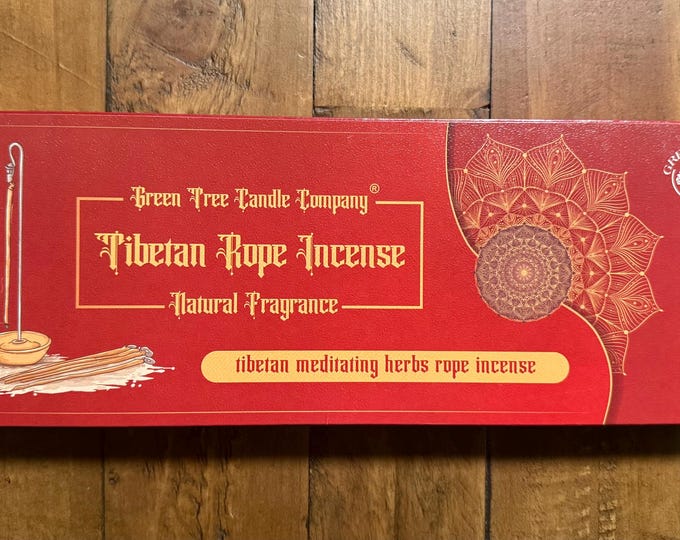 Green Tree Candle Company®
Tibetan Rope Incense
Natural Fragrance
tibetan meditating herbs rope incense